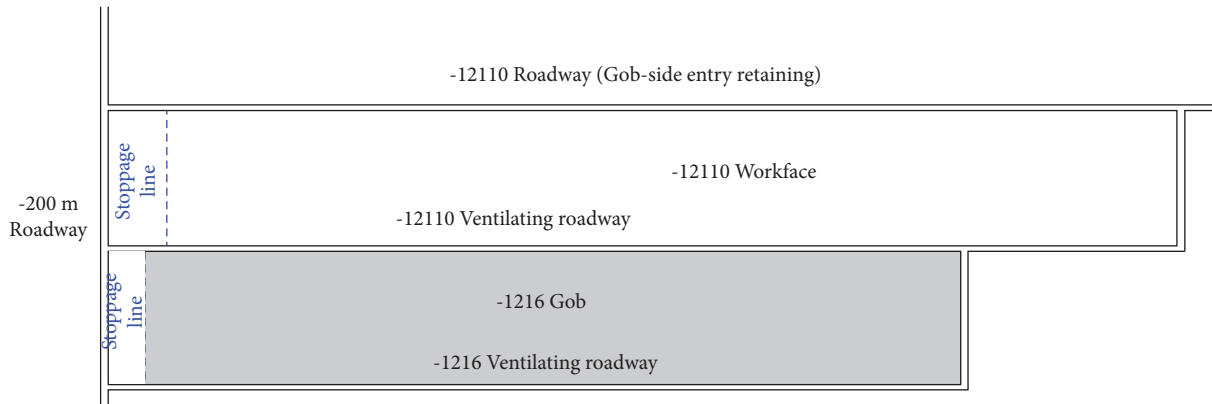 -12110 Roadway (Gob-side entry retaining)
Stoppage
line
-12110 Workface
-200 m
Roadway
-12110 Ventilating roadway
Stoppage
line
-1216 Gob
-1216 Ventilating roadway